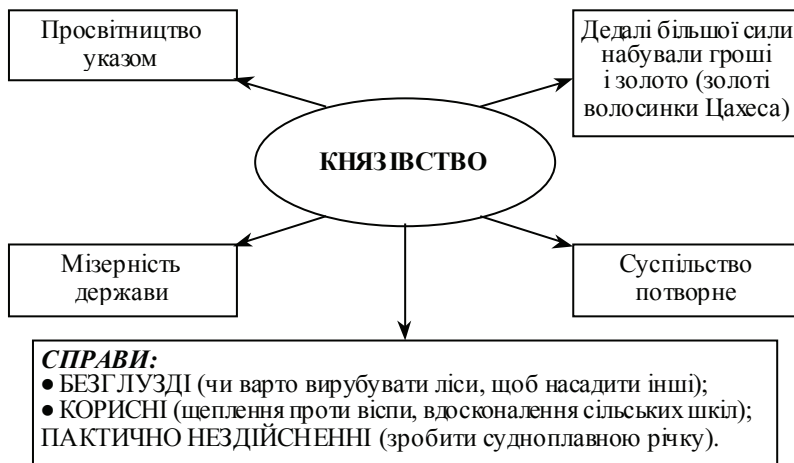 Просвітництво
указом
Дедалі більшої сили
набували гроші
і золото (золоті
волосинки Цахеса)
КНЯЗІВСТВО
Мізерність
держави
Суспільство
потворне
СПРАВИ:
● БЕЗГЛУЗДІ (чи варто вирубувати ліси, щоб насадити інші);
● КОРИСНІ (щеплення проти віспи, вдосконалення сільських шкіл);
ПАКТИЧНО НЕЗДІЙСНЕННІ (зробити судноплавною річку).